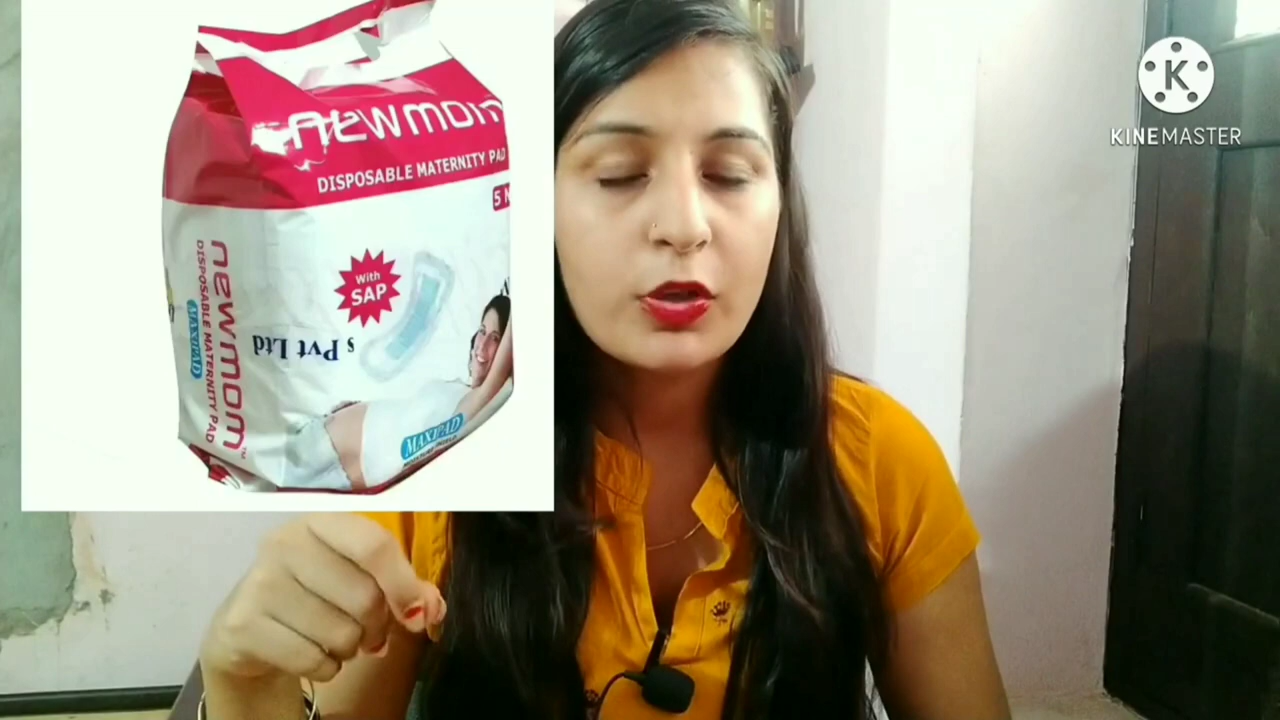 newmom
DISPOSABLE MATERNITY PAD
5
With
SAP
s Pvt Ltd
newmom
DISPOSABLE MATERNITY PAD
MAXIPAD
MAXIPAD
K
KINEMASTER